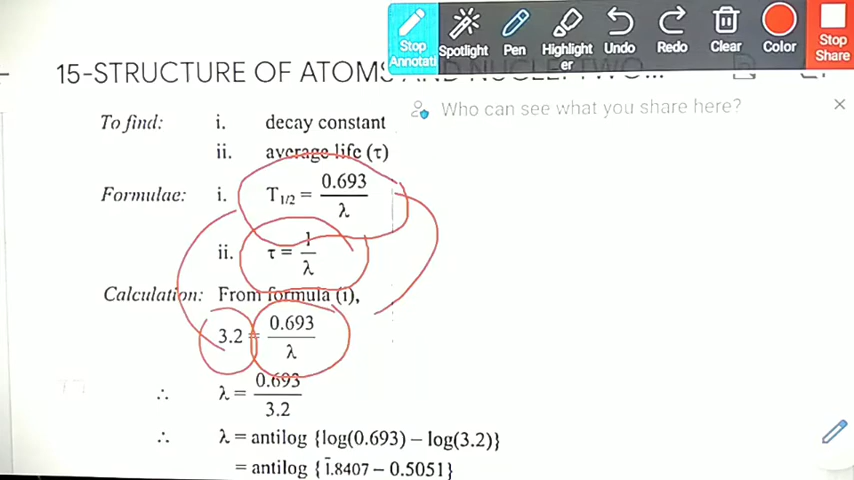 Stop Annotati Spotlight Pen Highlight er Undo Redo Clear Color Stop Share
15-STRUCTURE OF ATOMS AND NUCLEI TWO...
Who can see what you share here?
To find: i. decay constant
ii. average life (τ)
Formulae: i. T1/2 = 0.693/λ
ii. τ = 1/λ
Calculation: From formula (i),
3.2 = 0.693/λ
∴ λ = 0.693/3.2
∴ λ = antilog {log(0.693) – log(3.2)}
= antilog {1̄.8407 – 0.5051}